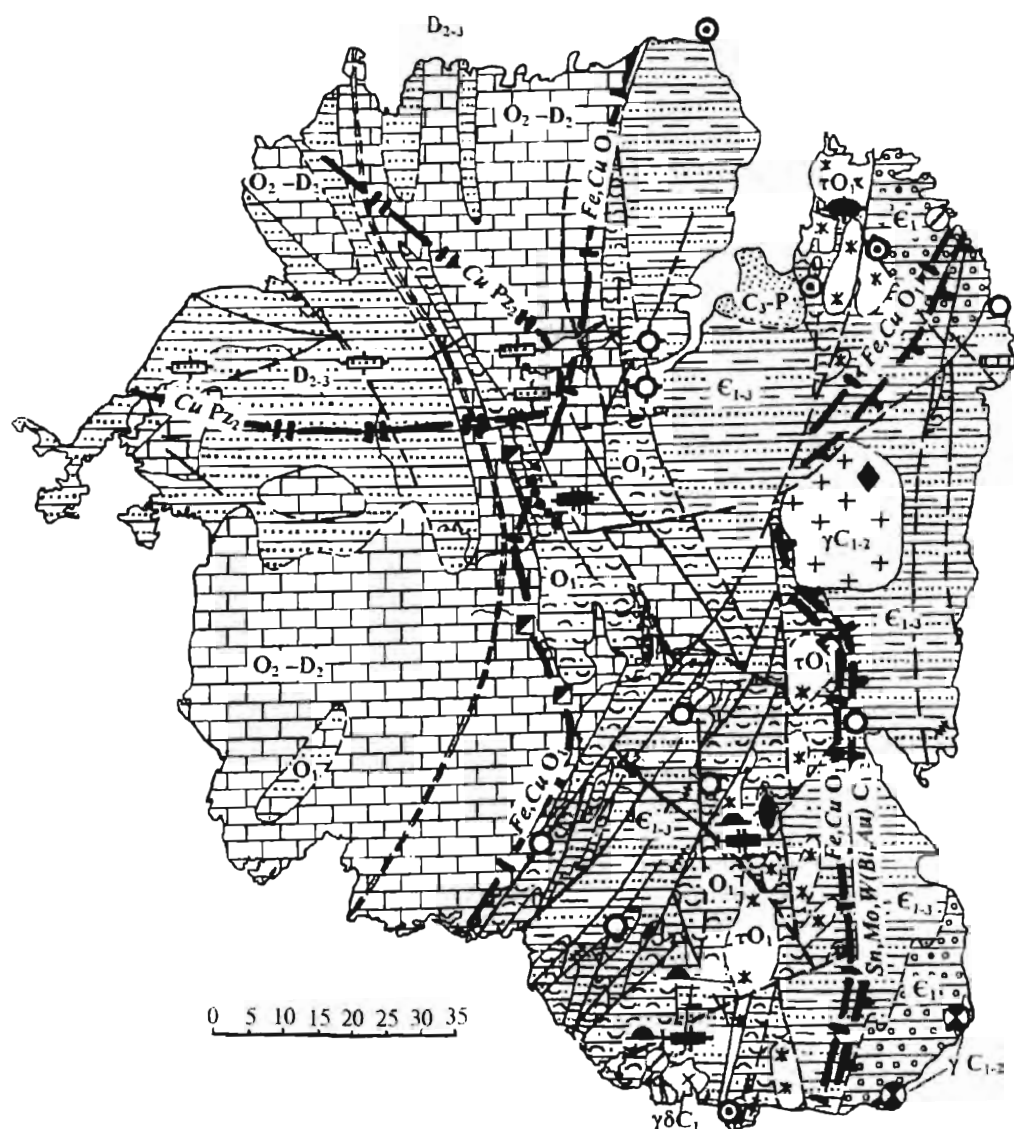 D₂₋₃
O₂–D₂
Fe,Cu O₁
O₂–D₂
τO₁
Є₁
Cu PZ₂
C₃-P
Fe,Cu O₁
D₂₋₃
Є₁₋₃
Cu PZ₂
O₁
γC₁₋₂
O₁
Є₁₋₃
O₂–D₂
τO₁
O₁
Fe,Cu O₁
Є₁₋₃
Fe,Cu O₁
Sn,Mo,W(Bi,Au) C₁
O₁
Є₁₋₃
τO₁
Є₁
0 5 10 15 20 25 30 35
γ C₁₋₂
γδC₁